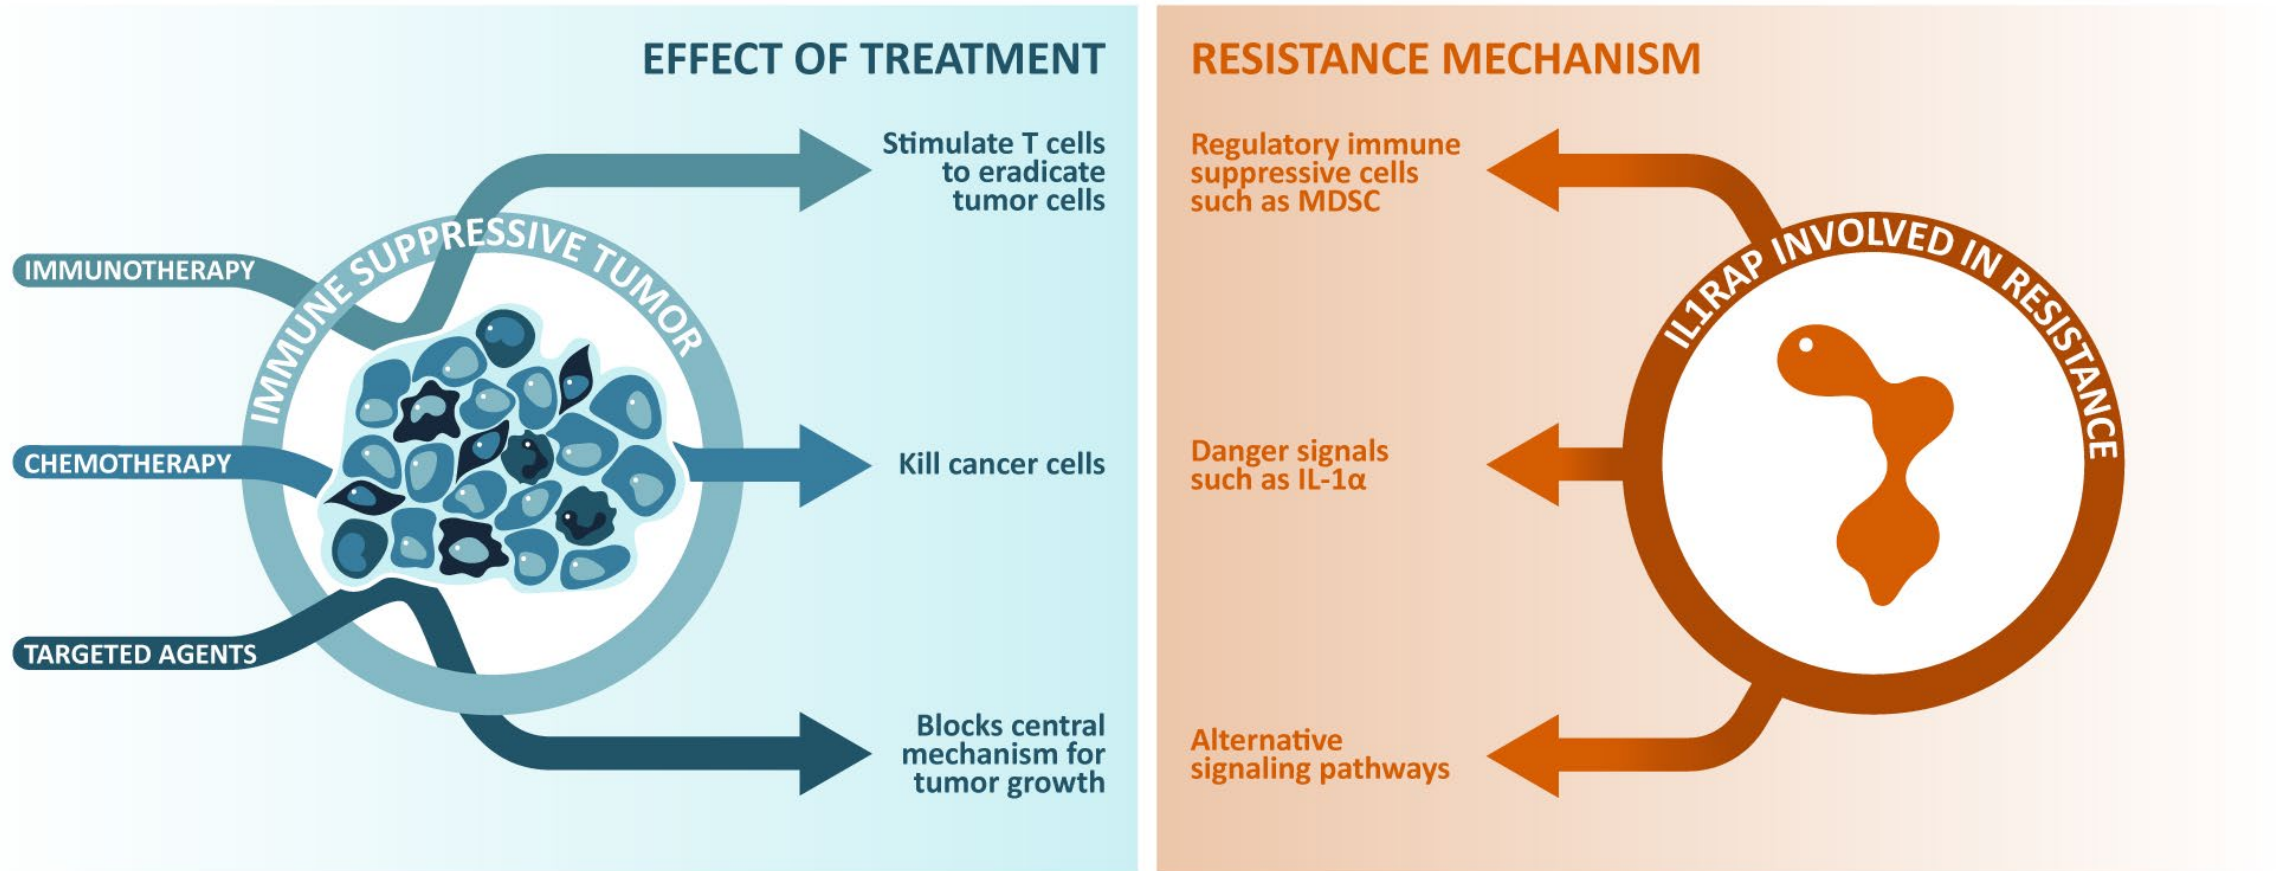 EFFECT OF TREATMENT
IMMUNOTHERAPY
CHEMOTHERAPY
TARGETED AGENTS
IMMUNE SUPPRESSIVE TUMOR
Stimulate T cells
to eradicate
tumor cells
Kill cancer cells
Blocks central
mechanism for
tumor growth
RESISTANCE MECHANISM
Regulatory immune
suppressive cells
such as MDSC
Danger signals
such as IL-1α
Alternative
signaling pathways
IL1RAP INVOLVED IN RESISTANCE